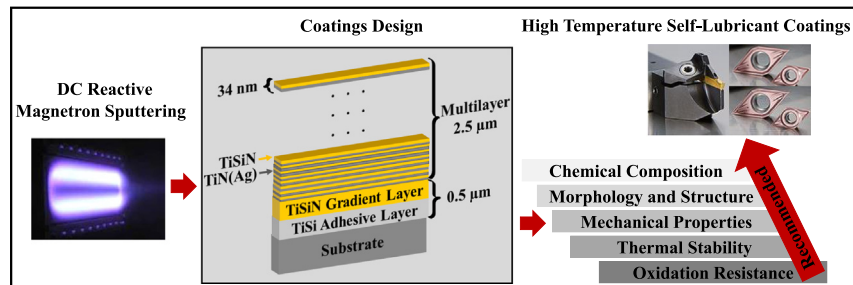 Coatings Design
High Temperature Self-Lubricant Coatings
DC Reactive
Magnetron Sputtering
34 nm
Multilayer
2.5 µm
TiSiN
TiN(Ag)
TiSiN Gradient Layer
0.5 µm
TiSi Adhesive Layer
Substrate
Chemical Composition
Morphology and Structure
Mechanical Properties
Thermal Stability
Oxidation Resistance
Recommended